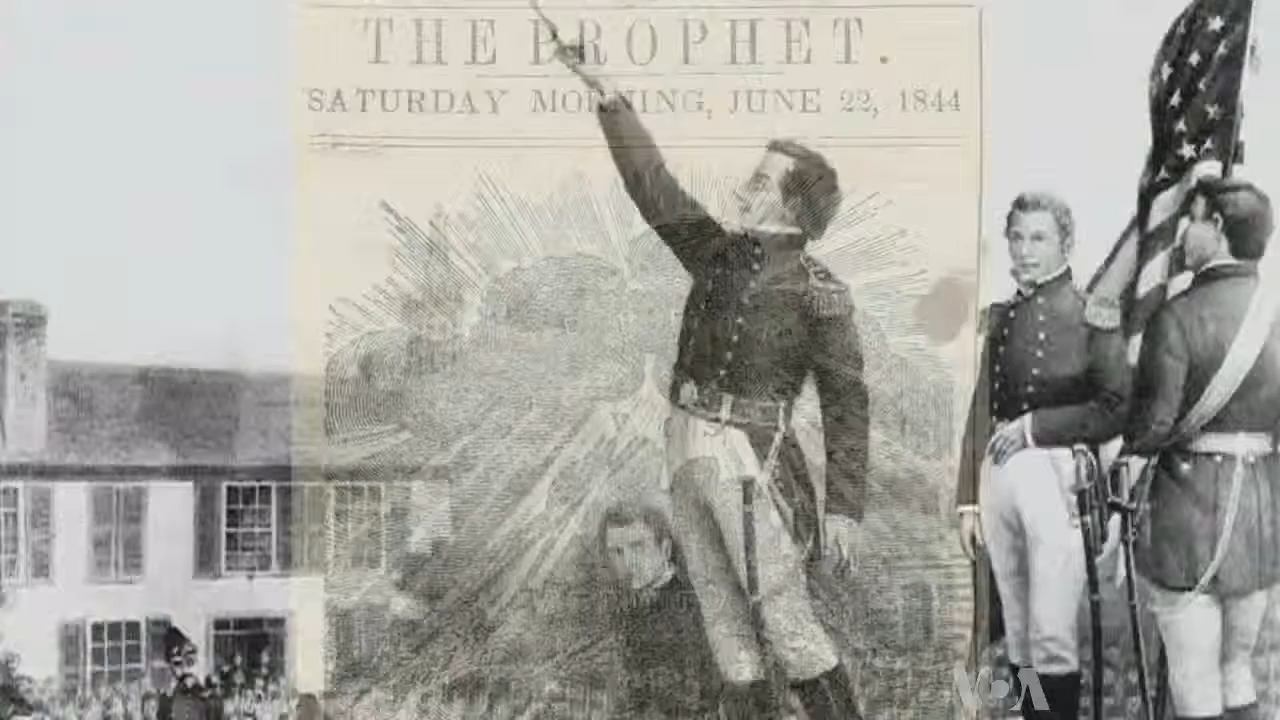 THE PROPHET.
SATURDAY MORNING, JUNE 22, 1844
VOA